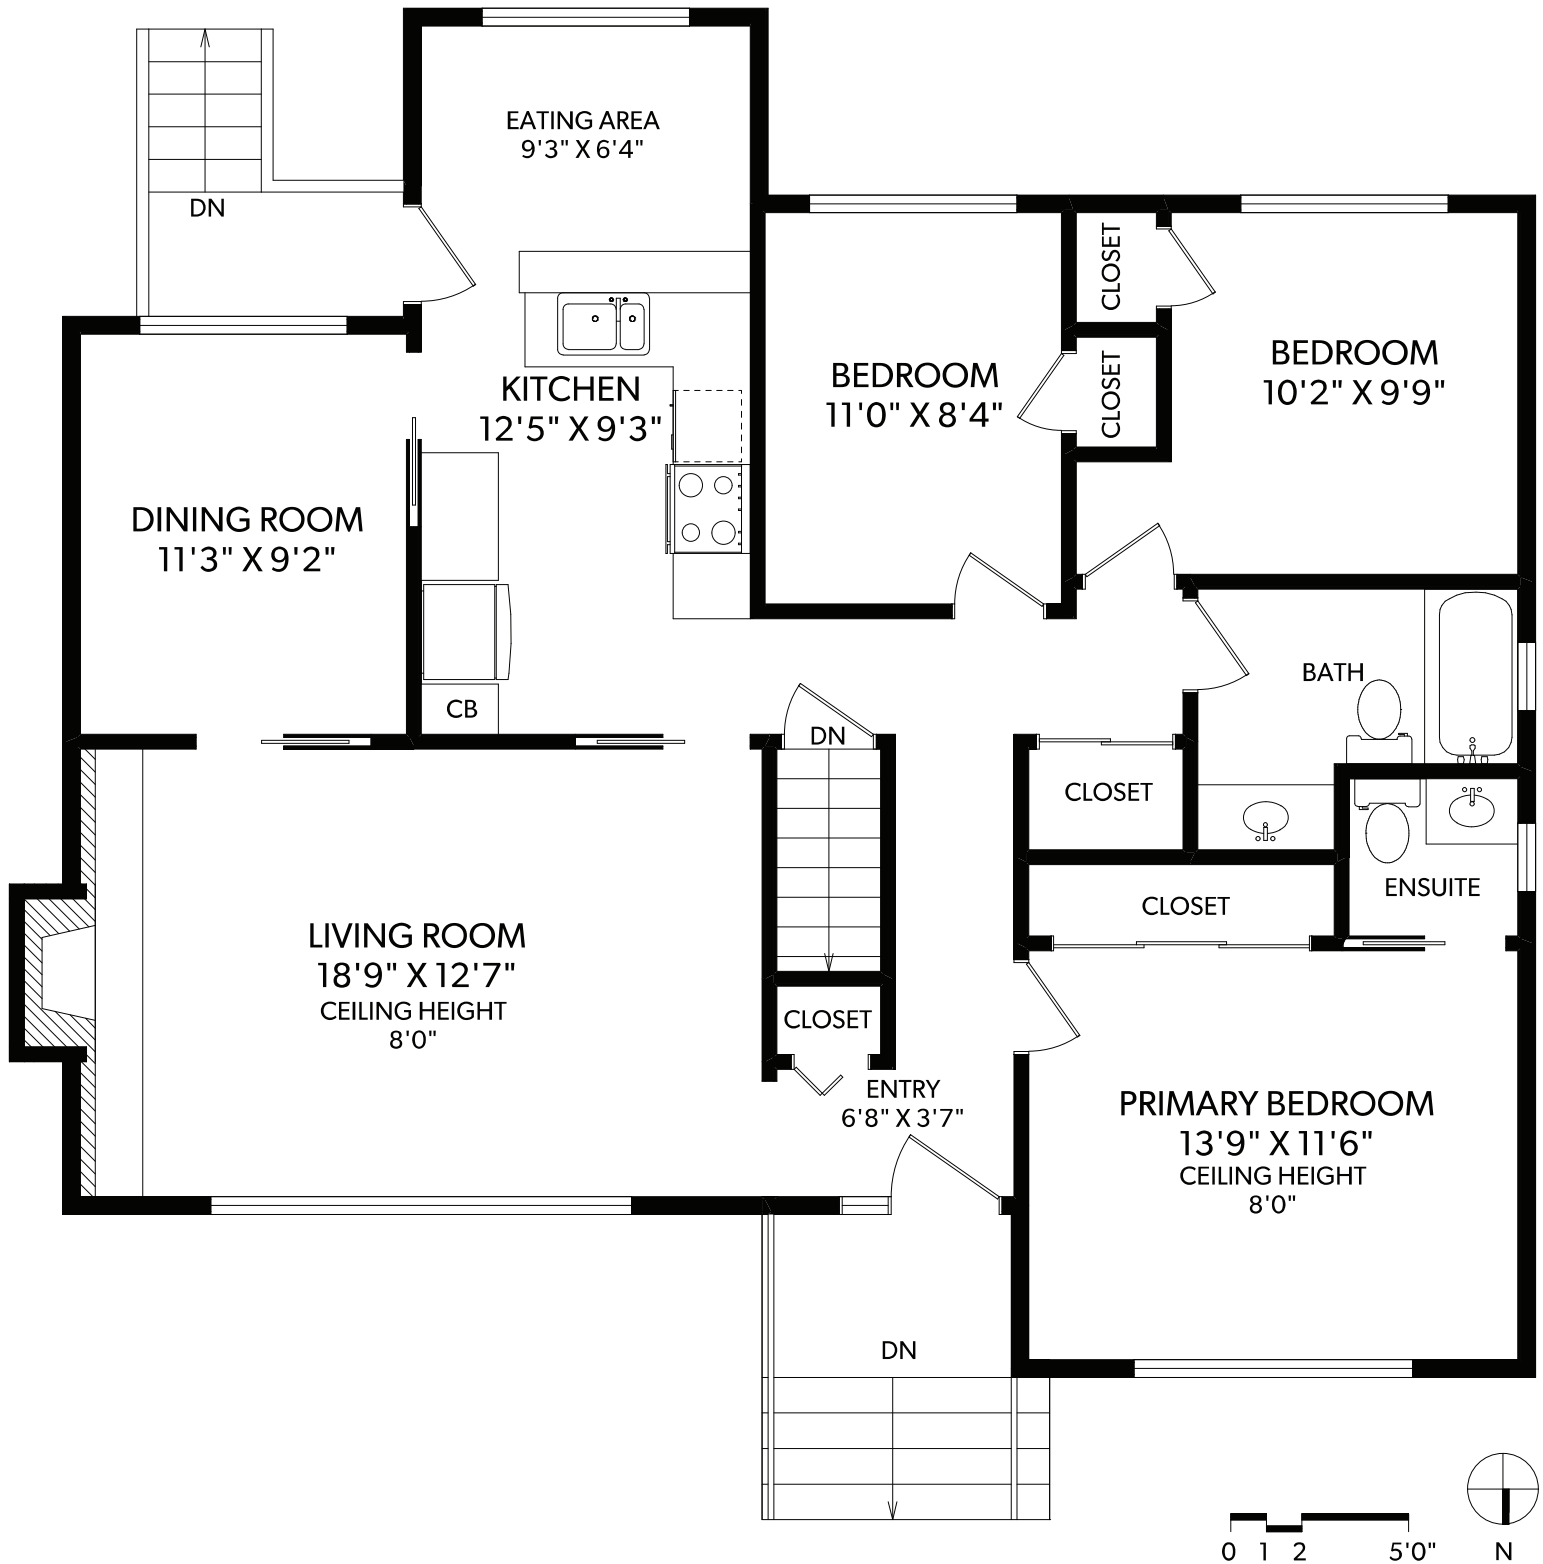 EATING AREA
9'3" X 6'4"
DN
CLOSET
BEDROOM
10'2" X 9'9"
BEDROOM
11'0" X 8'4"
CLOSET
KITCHEN
12'5" X 9'3"
DINING ROOM
11'3" X 9'2"
BATH
CB
DN
CLOSET
ENSUITE
CLOSET
LIVING ROOM
18'9" X 12'7"
CEILING HEIGHT
8'0"
CLOSET
ENTRY
6'8" X 3'7"
PRIMARY BEDROOM
13'9" X 11'6"
CEILING HEIGHT
8'0"
DN
0 1 2 5'0"
N